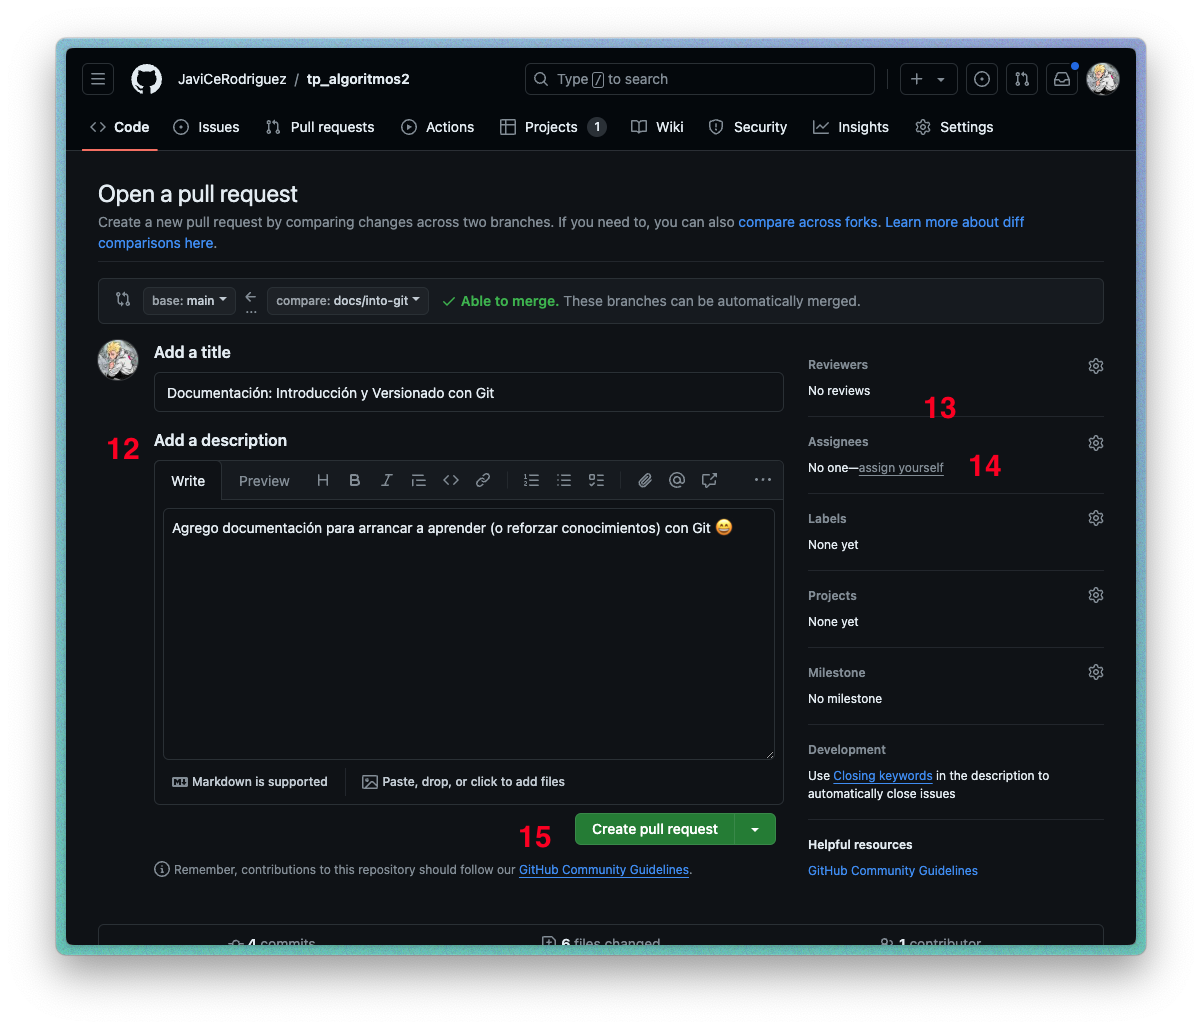 JaviCeRodriguez / tp_algoritmos2
Type / to search
Code
Issues
Pull requests
Actions
Projects 1
Wiki
Security
Insights
Settings
Open a pull request
Create a new pull request by comparing changes across two branches. If you need to, you can also compare across forks. Learn more about diff
comparisons here.
base: main
compare: docs/into-git
Able to merge. These branches can be automatically merged.
Add a title
Documentación: Introducción y Versionado con Git
12
Add a description
Write
Preview
Agrego documentación para arrancar a aprender (o reforzar conocimientos) con Git 😄
Markdown is supported
Paste, drop, or click to add files
15
Create pull request
Remember, contributions to this repository should follow our GitHub Community Guidelines.
Reviewers
No reviews
13
Assignees
No one—assign yourself
14
Labels
None yet
Projects
None yet
Milestone
No milestone
Development
Use Closing keywords in the description to
automatically close issues
Helpful resources
GitHub Community Guidelines
4 commits
6 files changed
1 contributor